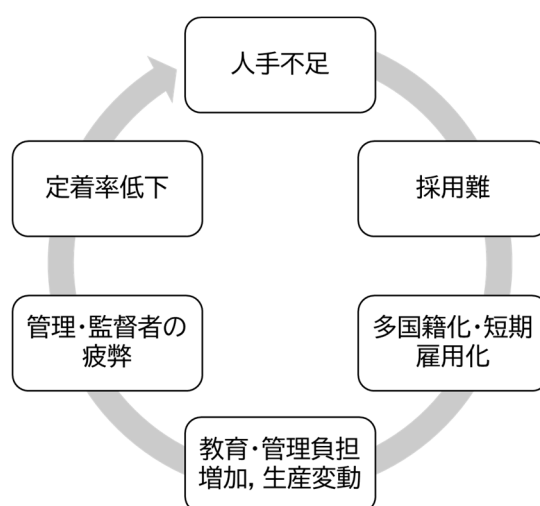 人手不足
採用難
多国籍化・短期
雇用化
教育・管理負担
増加, 生産変動
管理・監督者の
疲弊
定着率低下